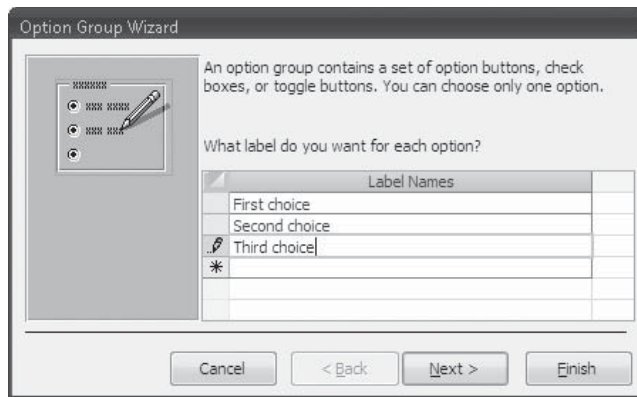 Option Group Wizard
An option group contains a set of option buttons, check
boxes, or toggle buttons. You can choose only one option.
What label do you want for each option?
Label Names
First choice
Second choice
Third choice
Cancel
< Back
Next >
Finish